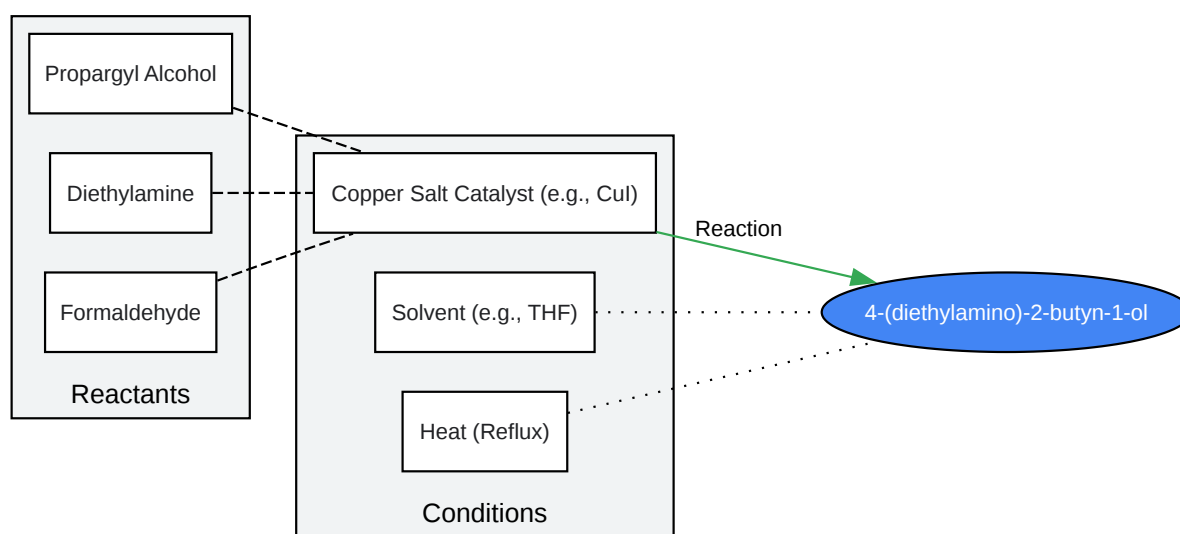 Propargyl Alcohol
Diethylamine
Formaldehyde
Reactants
Copper Salt Catalyst (e.g., CuI)
Solvent (e.g., THF)
Heat (Reflux)
Conditions
Reaction
4-(diethylamino)-2-butyn-1-ol